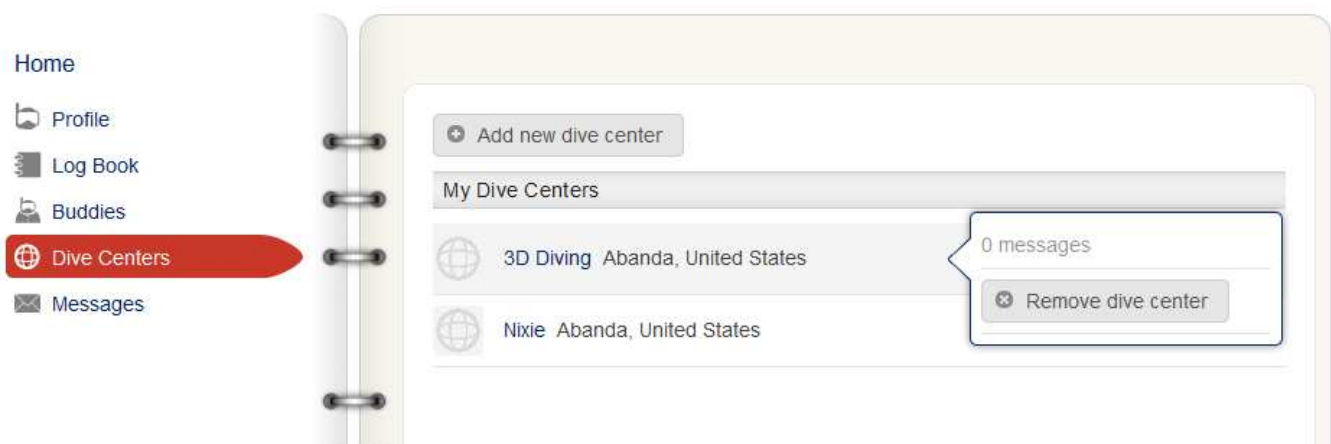 Home
Profile
Log Book
Buddies
Dive Centers
Messages
Add new dive center
My Dive Centers
3D Diving Abanda, United States
0 messages
Remove dive center
Nixie Abanda, United States